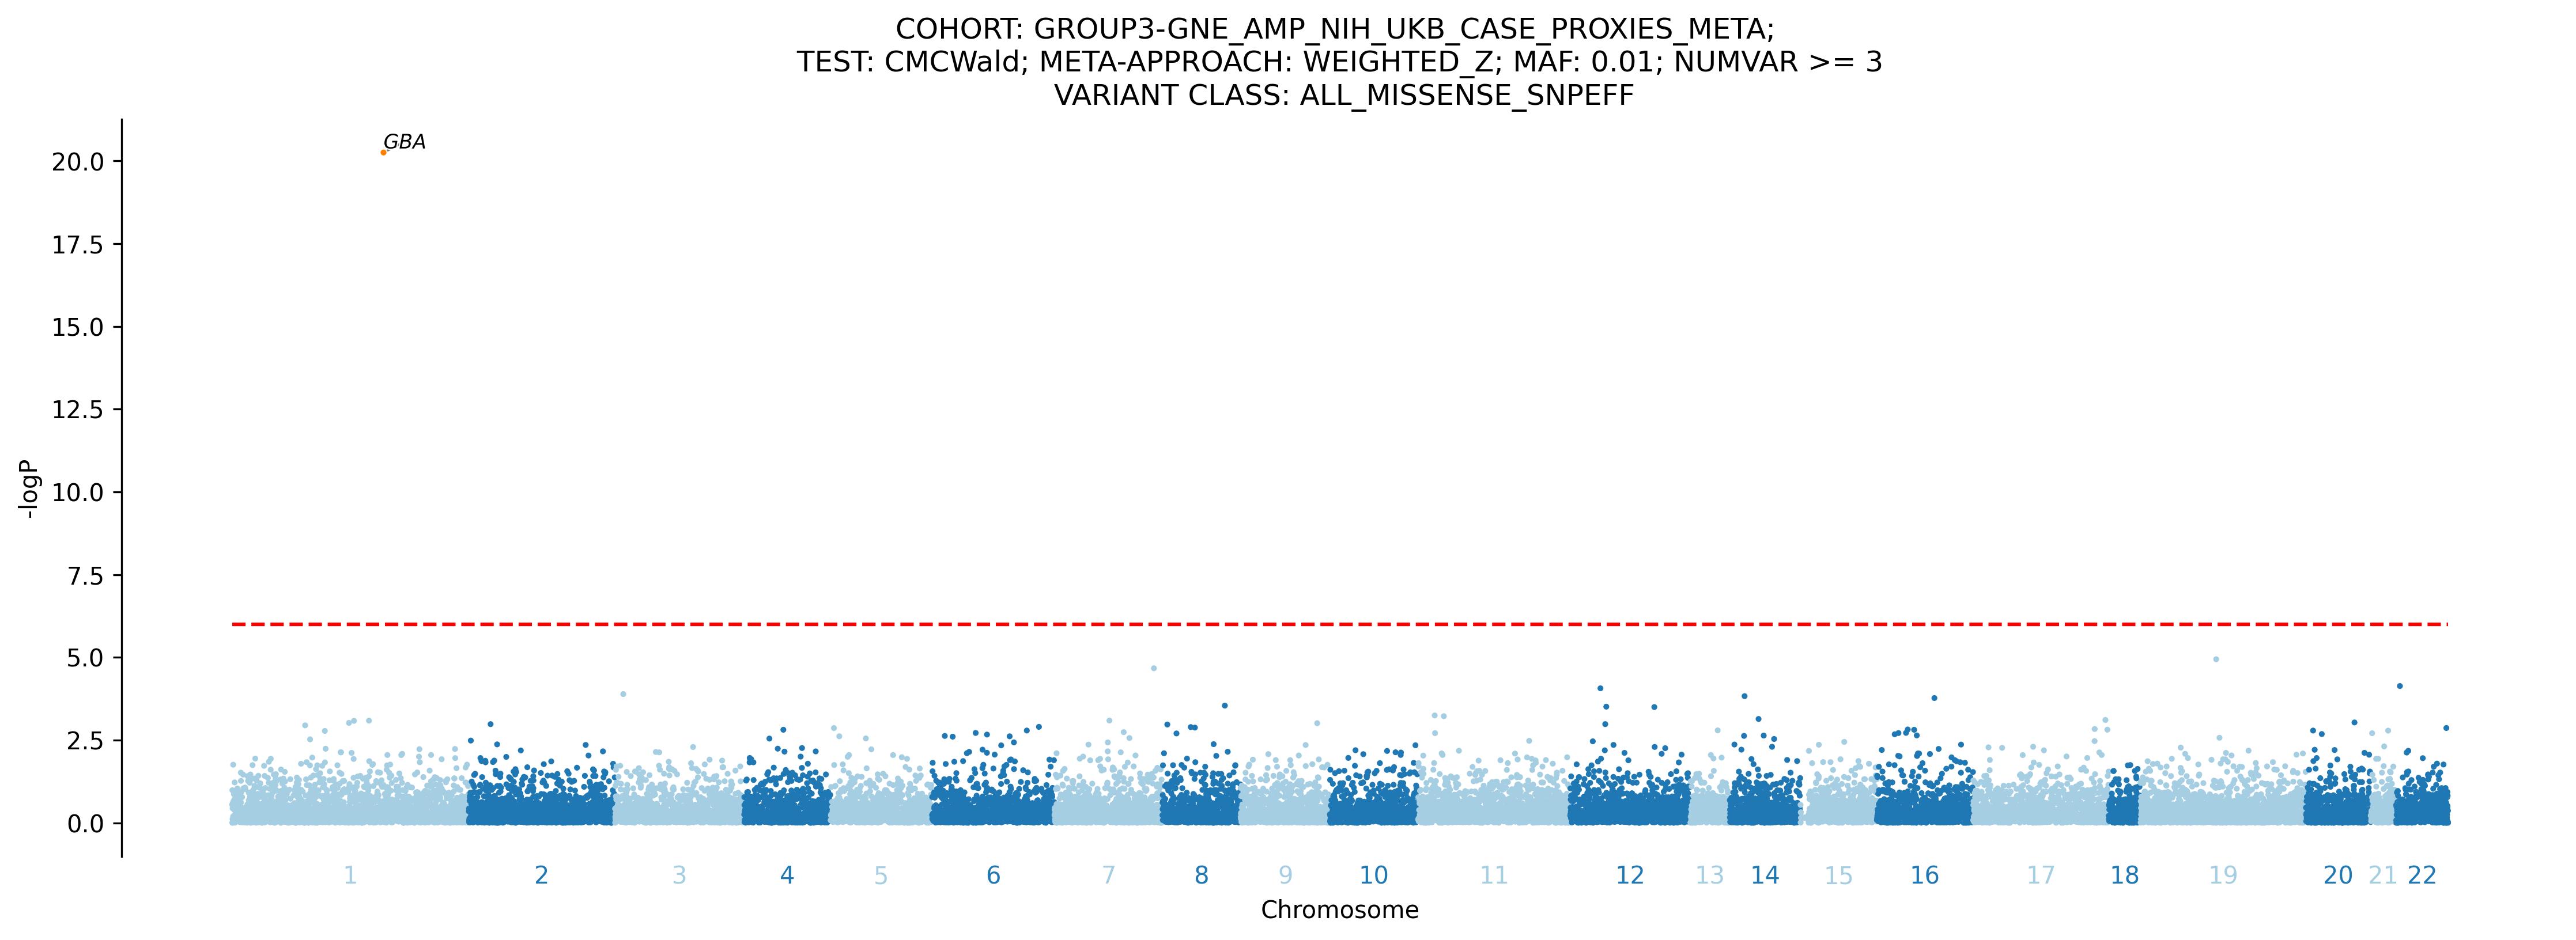 COHORT: GROUP3-GNE_AMP_NIH_UKB_CASE_PROXIES_META;
TEST: CMCWald; META-APPROACH: WEIGHTED_Z; MAF: 0.01; NUMVAR >= 3
VARIANT CLASS: ALL_MISSENSE_SNPEFF
GBA
20.0
17.5
15.0
12.5
10.0
7.5
5.0
2.5
0.0
-logP
1 2 3 4 5 6 7 8 9 10 11 12 13 14 15 16 17 18 19 20 21 22
Chromosome